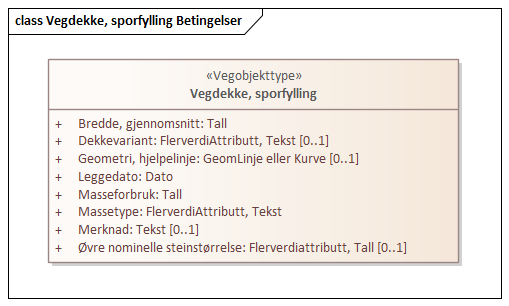 class Vegdekke, sporfylling Betingelser
«Vegobjekttype»
Vegdekke, sporfylling
+ Bredde, gjennomsnitt: Tall
+ Dekkevariant: FlerverdiAttributt, Tekst [0..1]
+ Geometri, hjelpelinje: GeomLinje eller Kurve [0..1]
+ Leggedato: Dato
+ Masseforbruk: Tall
+ Massetype: FlerverdiAttributt, Tekst
+ Merknad: Tekst [0..1]
+ Øvre nominelle steinstørrelse: Flerverdiattributt, Tall [0..1]